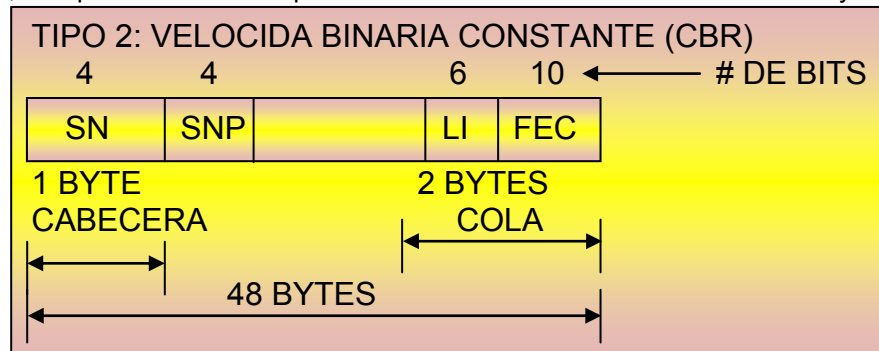 TIPO 2: VELOCIDA BINARIA CONSTANTE (CBR)
4 4 6 10 # DE BITS
SN SNP LI FEC
1 BYTE 2 BYTES
CABECERA COLA
48 BYTES